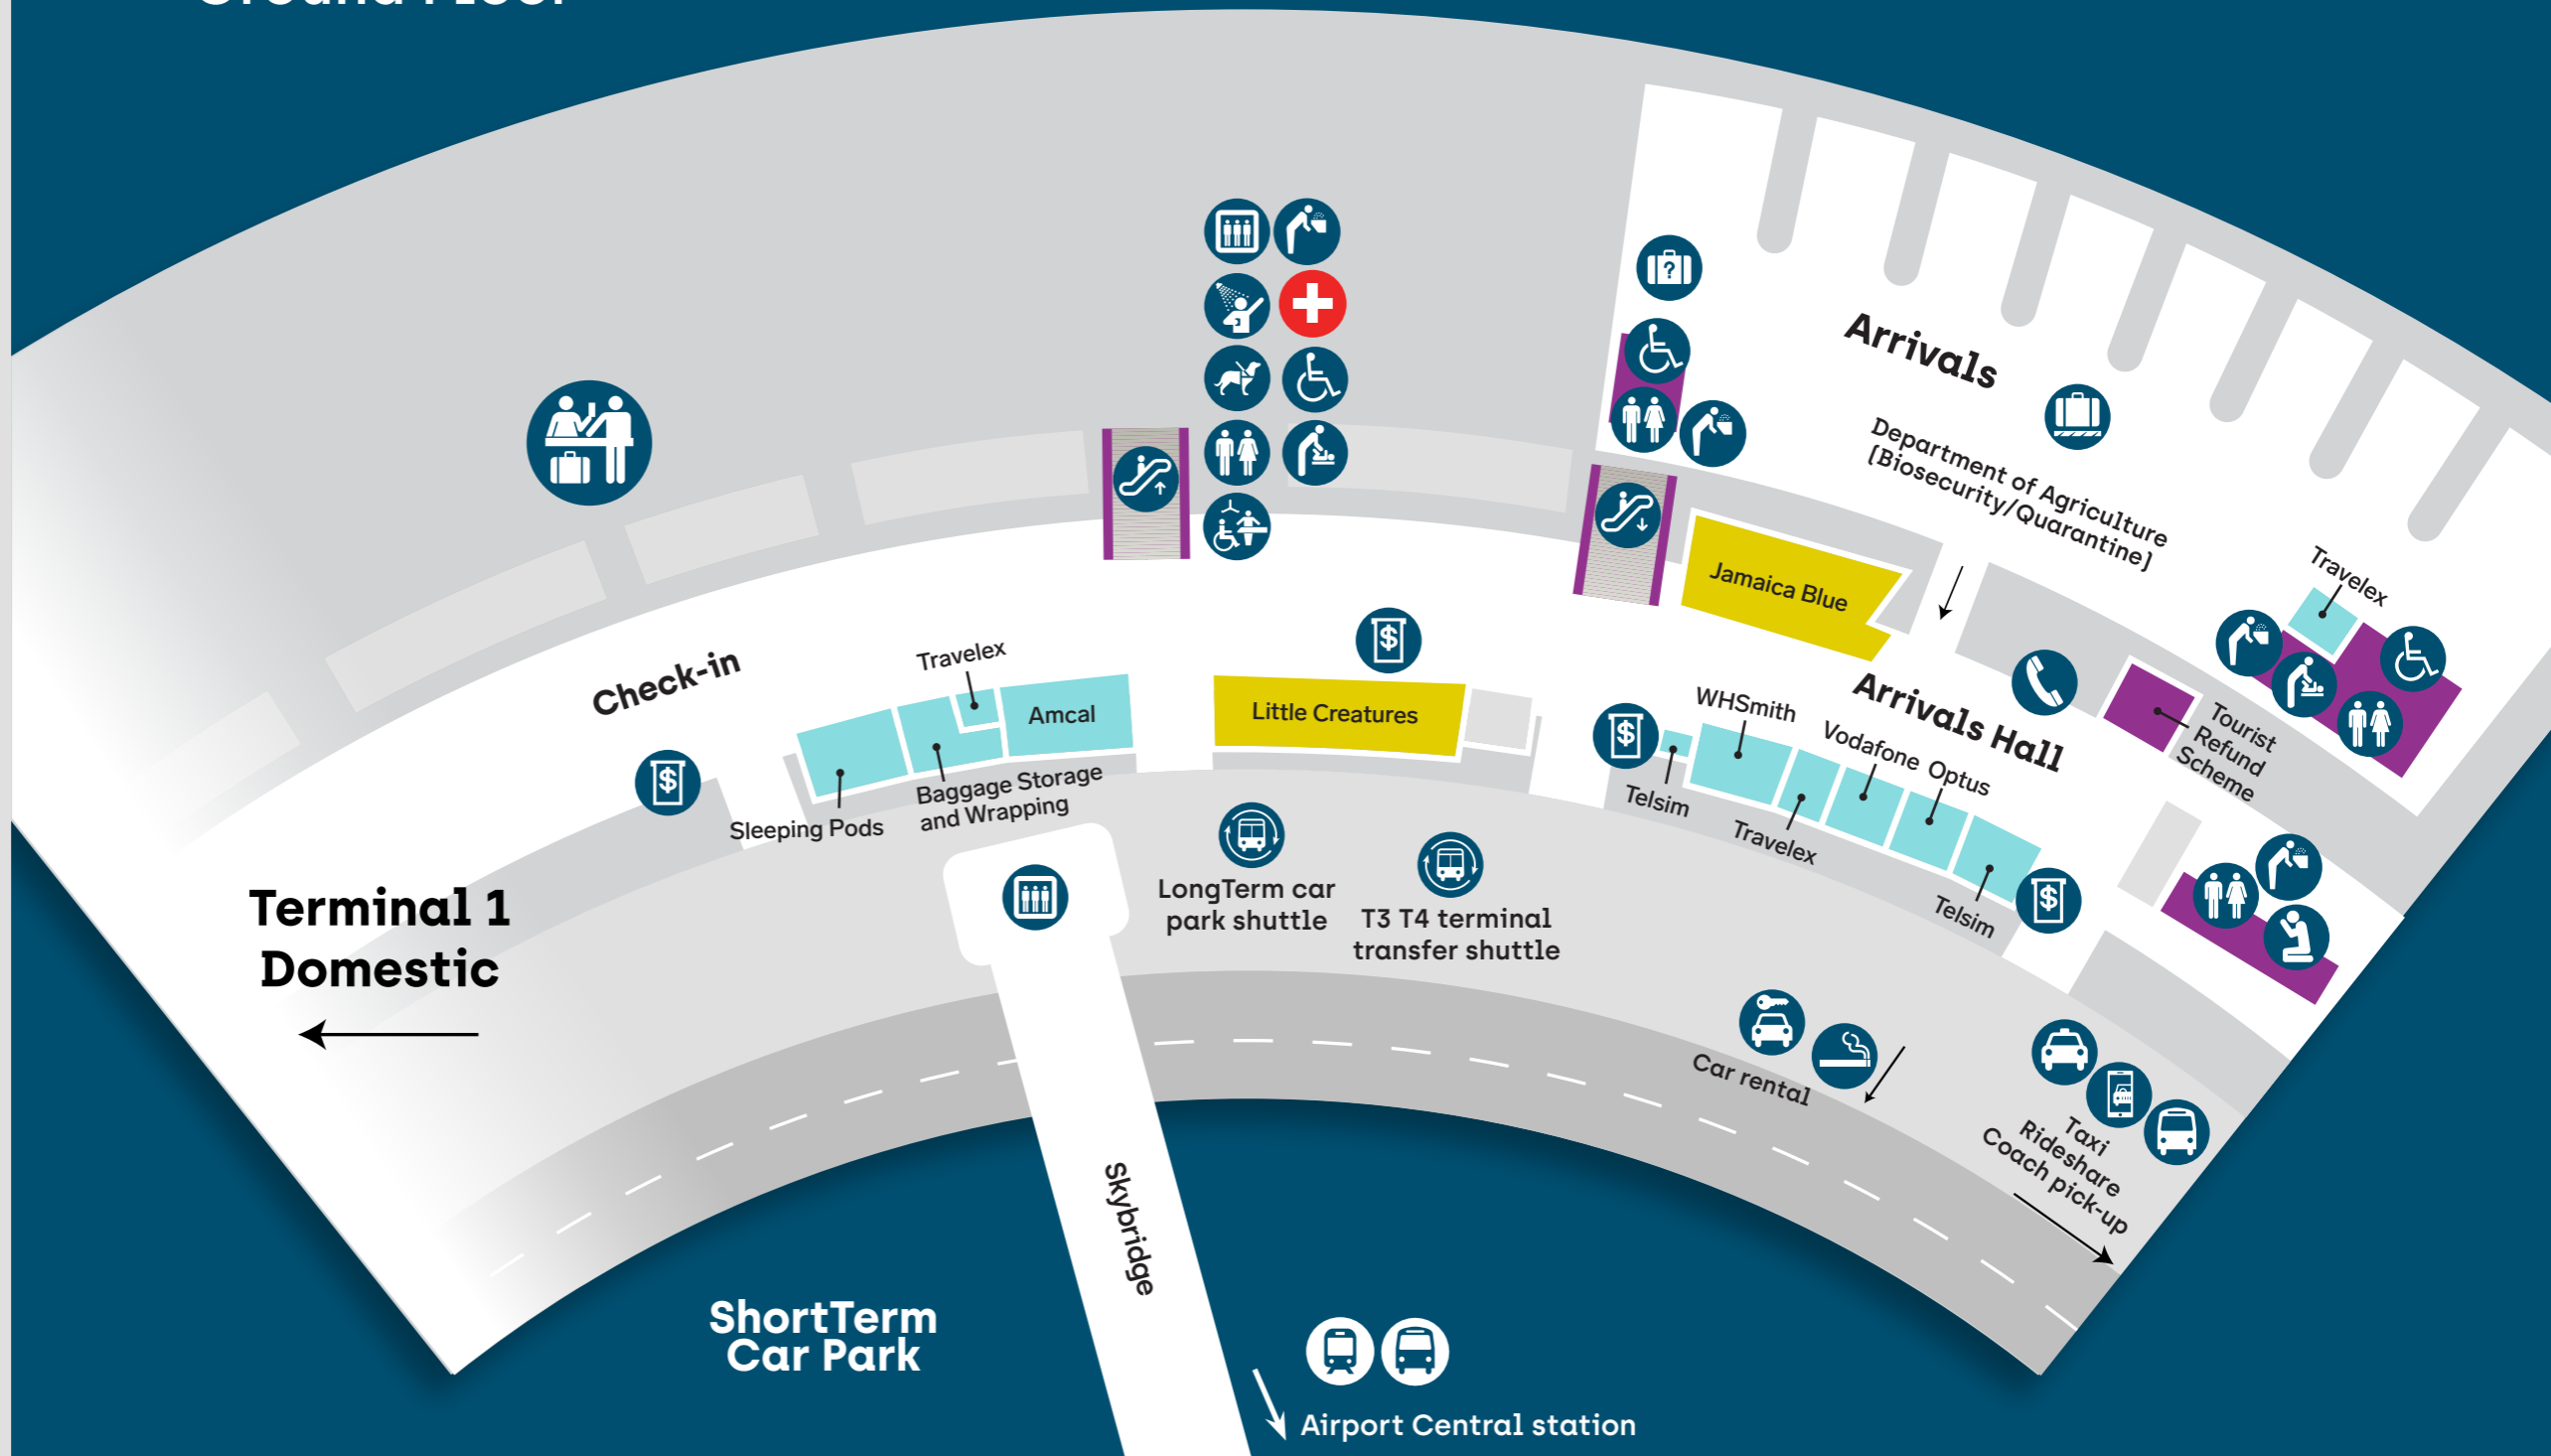 Ground Floor
Arrivals
Department of Agriculture
(Biosecurity/Quarantine)
Travelex
?
Jamaica Blue
Check-in
Travelex
Amcal
$
Little Creatures
$
Baggage Storage
and Wrapping
Sleeping Pods
$
WHSmith
Vodafone
Optus
Arrivals Hall
Tourist
Refund
Scheme
Telsim
Travelex
Telsim
$
Terminal 1
Domestic
LongTerm car
park shuttle
T3 T4 terminal
transfer shuttle
Car rental
Taxi
Rideshare
Coach pick-up
Skybridge
ShortTerm
Car Park
Airport Central station